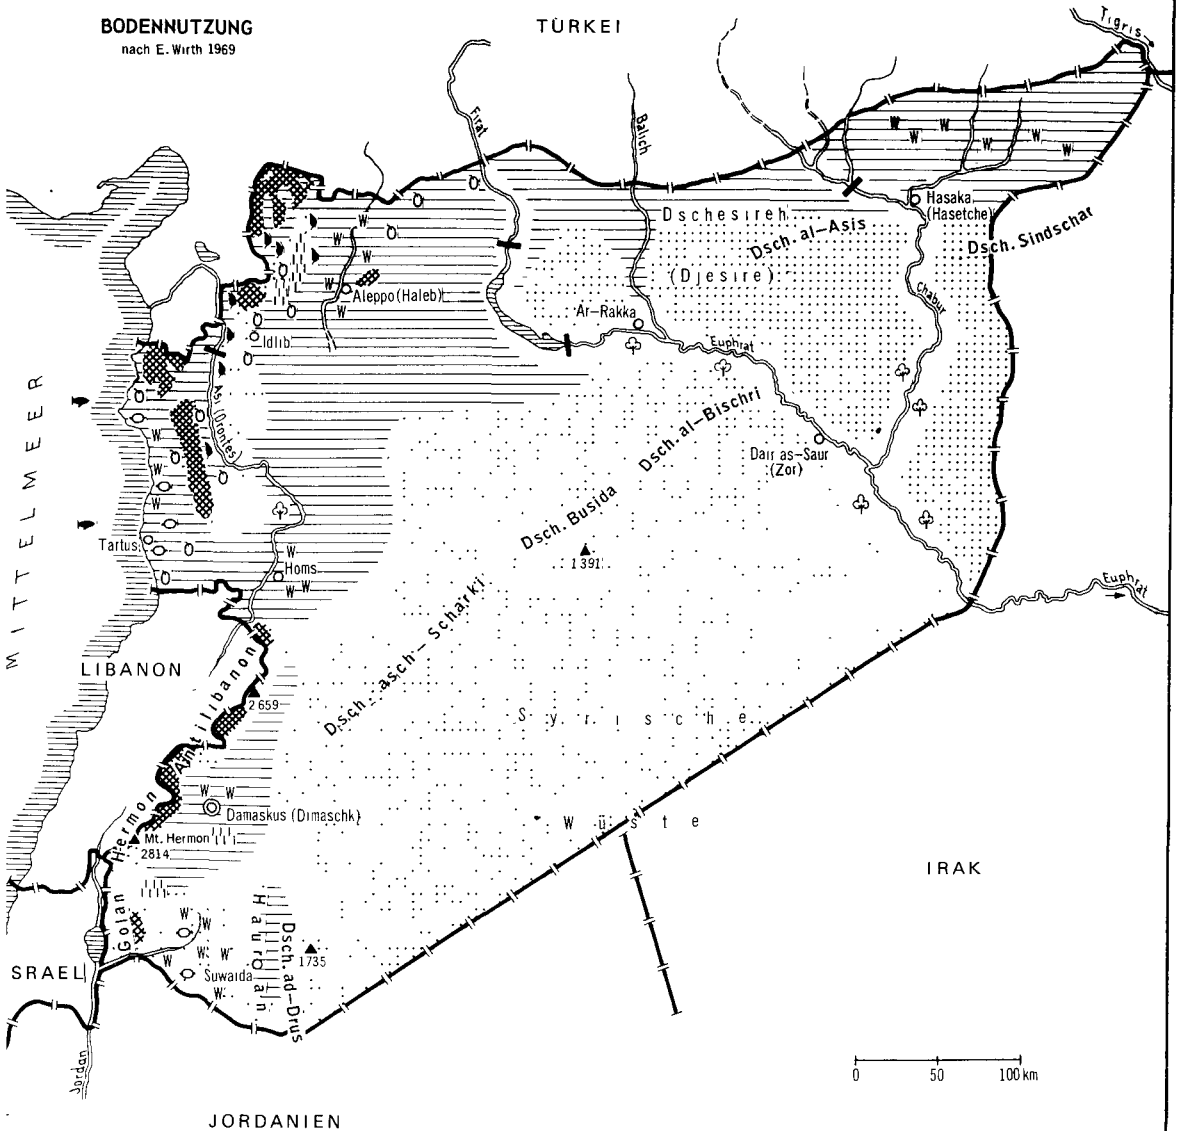 BODENNUTZUNG
nach E. Wirth 1969
TÜRKEI
Tigris
Firat
Balich
Hasaka
(Hasetche)
Dschesireh
Dsch. al-Asis
Dsch. Sindschar
(Djesire)
Chabur
Aleppo (Haleb)
Ar-Rakka
Euphrat
Idlib
Asi (Orontes)
MITTELMEER
Dsch. al-Bischri
Dair as-Saur
(Zor)
Dsch. Busida
1391
Tartus
Homs
Euphrat
Dsch. asch-Scharki
LIBANON
Antilibanon
2659
Syrische
Wüste
Damaskus (Dimaschk)
Hermon
Mt. Hermon
2814
IRAK
Golan
Hauran
Dsch. ad-Drus
1735
SRAEL
Suwaida
Jordan
0 50 100 km
JORDANIEN